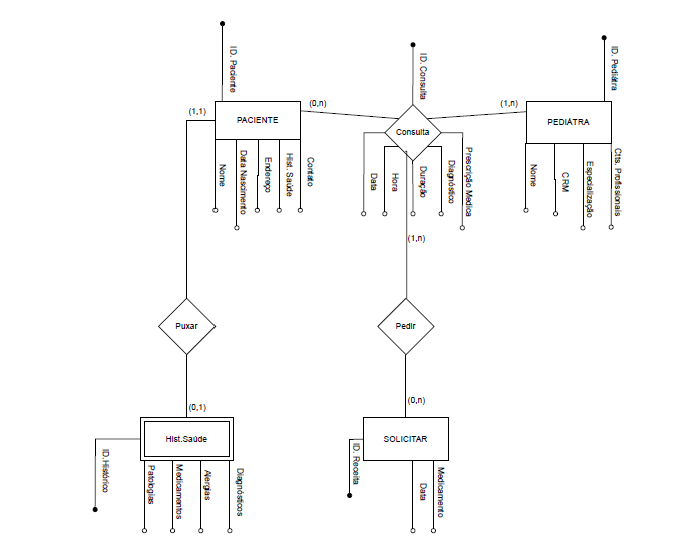 ID. Paciente
ID. Consulta
ID. Pediátra
(1,1)
(0,n)
(1,n)
PACIENTE
Consulta
PEDIÁTRA
Nome
Data Nascimento
Endereço
Hist. Saúde
Contato
Data
Hora
Duração
Diagnóstico
Prescrição Medica
Nome
CRM
Especialização
Ctts. Profissionais
(1,n)
Puxar
Pedir
(0,1)
(0,n)
Hist.Saúde
SOLICITAR
ID.Histórico
Patologias
Medicamentos
Alergias
Diagnósticos
ID. Receita
Data
Medicamento